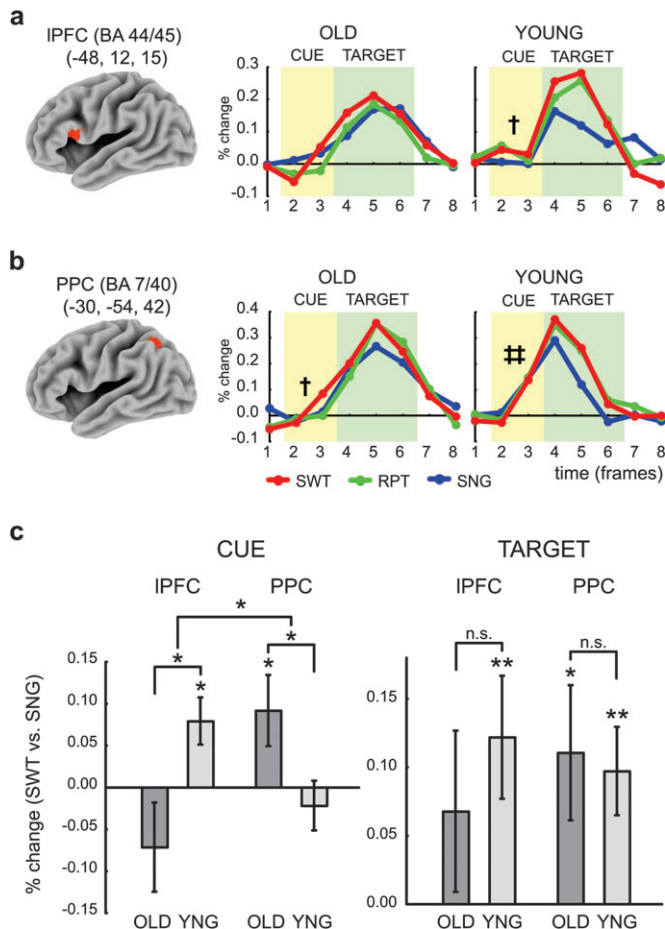 a
lPFC (BA 44/45)
(-48, 12, 15)
OLD
YOUNG
CUE TARGET
CUE TARGET
% change
0.3
0.2
0.1
0.0
-0.1
†
1 2 3 4 5 6 7 8
1 2 3 4 5 6 7 8
b
PPC (BA 7/40)
(-30, -54, 42)
OLD
YOUNG
CUE TARGET
CUE TARGET
% change
0.4
0.3
0.2
0.1
0.0
-0.1
†
⌗
1 2 3 4 5 6 7 8
1 2 3 4 5 6 7 8
time (frames)
SWT RPT SNG
c
CUE
TARGET
lPFC PPC
lPFC PPC
% change (SWT vs. SNG)
0.15
0.10
0.05
0.00
-0.05
-0.10
-0.15
*
* *
* *
OLD YNG OLD YNG
0.15
0.10
0.05
0.00
n.s. n.s.
** * **
OLD YNG OLD YNG